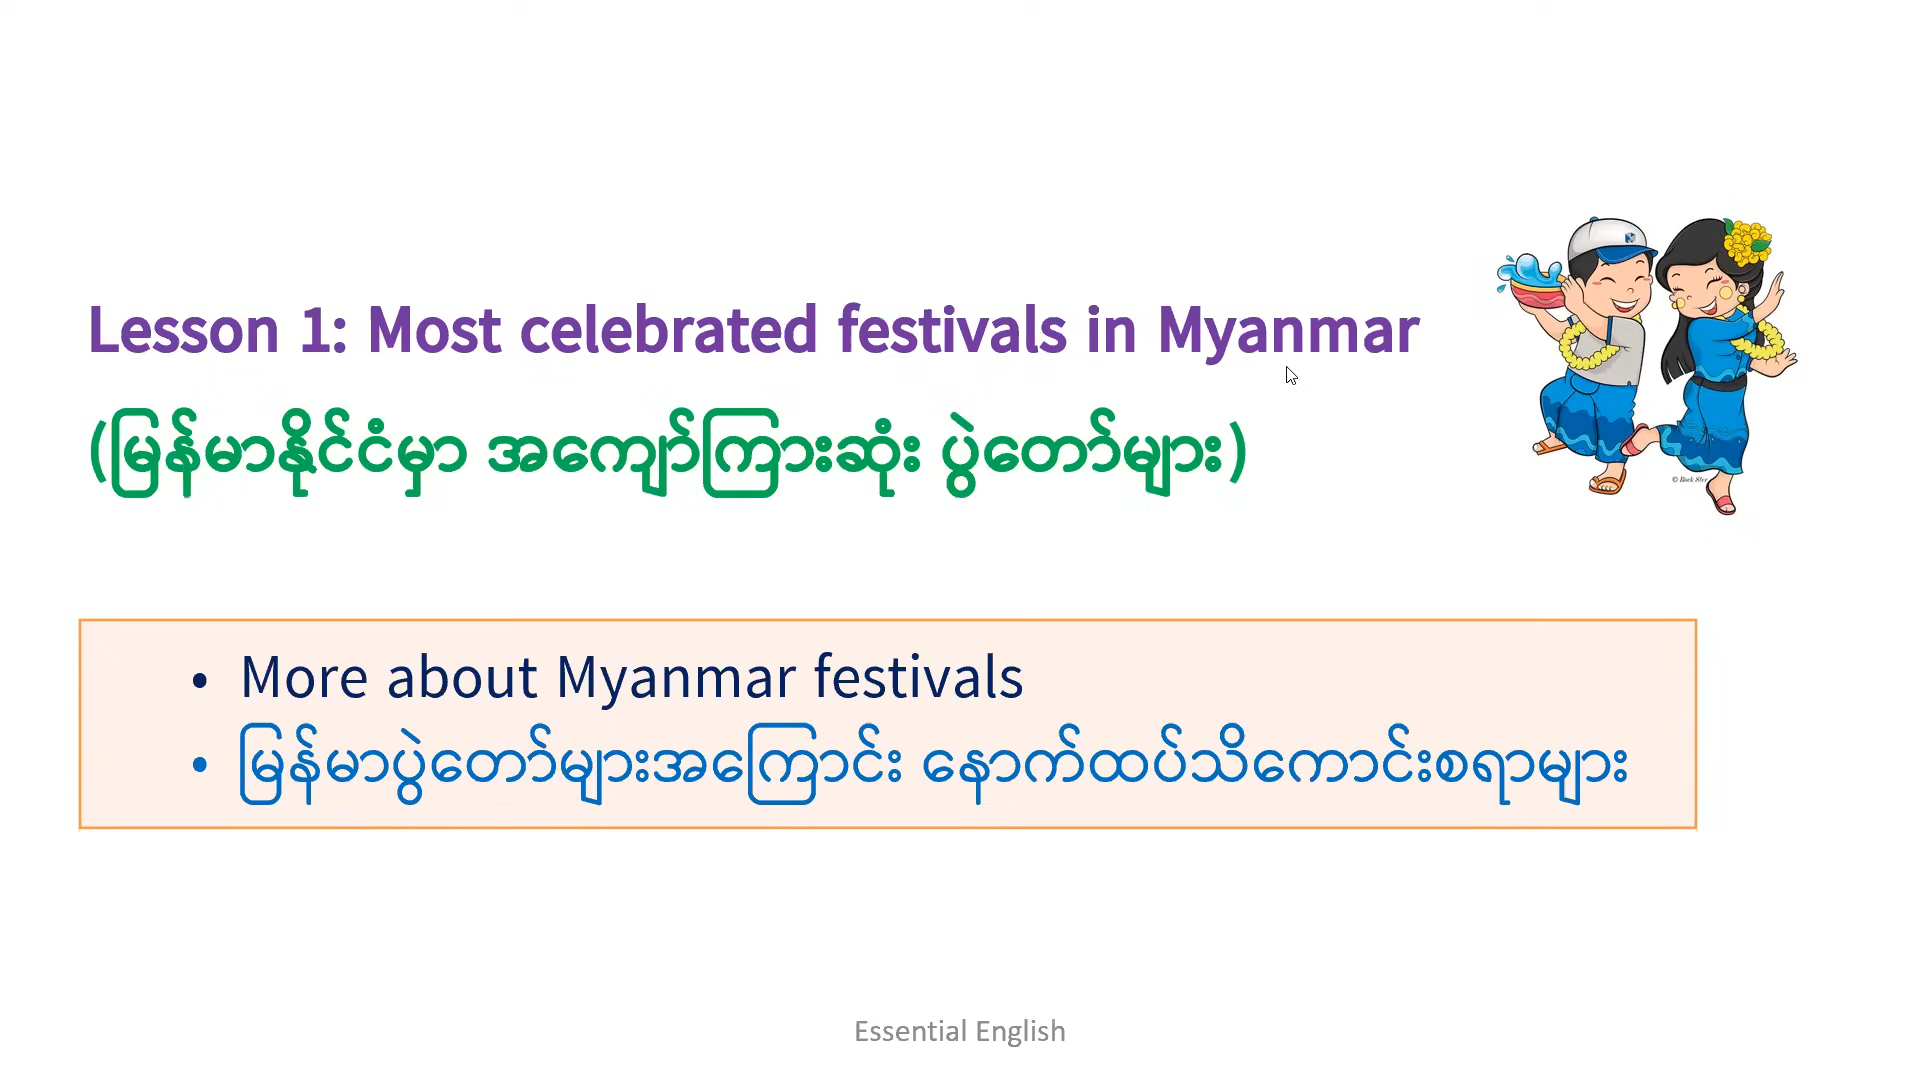 Lesson 1: Most celebrated festivals in Myanmar
(မြန်မာနိုင်ငံမှာ အကျော်ကြားဆုံး ပွဲတော်များ)
© Rock Ster
• More about Myanmar festivals
• မြန်မာပွဲတော်များအကြောင်း နောက်ထပ်သိကောင်းစရာများ
Essential English